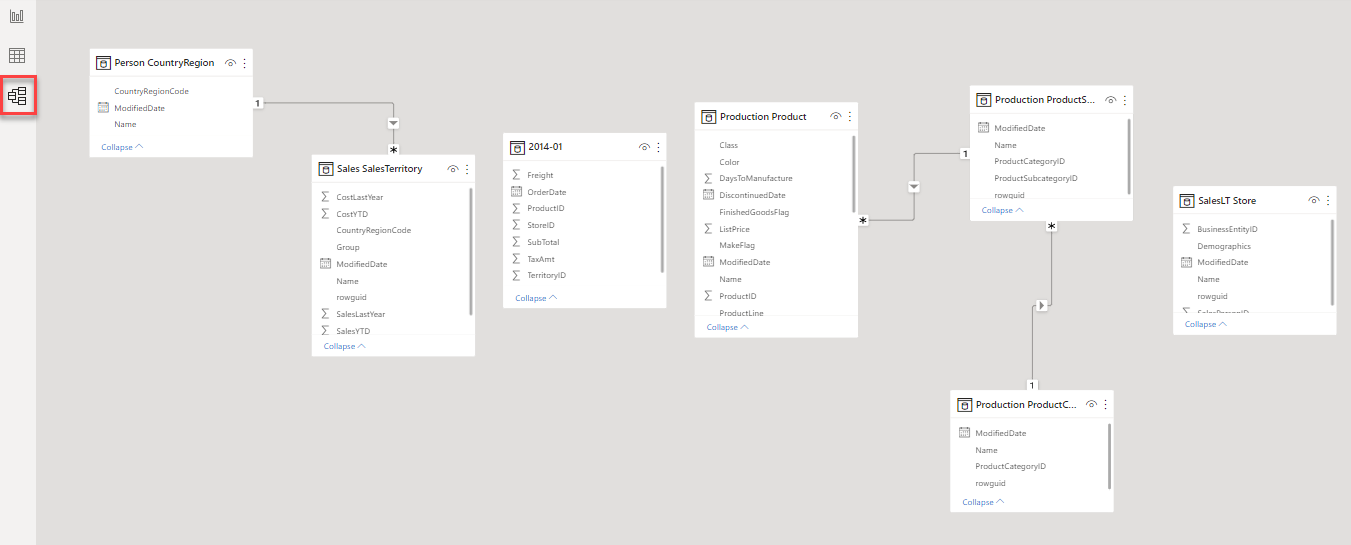 Person CountryRegion
CountryRegionCode
ModifiedDate
Name
Collapse
1
*
Sales SalesTerritory
CostLastYear
CostYTD
CountryRegionCode
Group
ModifiedDate
Name
rowguid
SalesLastYear
SalesYTD
Collapse
2014-01
Freight
OrderDate
ProductID
StoreID
SubTotal
TaxAmt
TerritoryID
Collapse
Production Product
Class
Color
DaysToManufacture
DiscontinuedDate
FinishedGoodsFlag
ListPrice
MakeFlag
ModifiedDate
Name
ProductID
ProductLine
Collapse
*
1
Production ProductS...
ModifiedDate
Name
ProductCategoryID
ProductSubcategoryID
rowguid
Collapse
*
1
Production ProductC...
ModifiedDate
Name
ProductCategoryID
rowguid
Collapse
SalesLT Store
BusinessEntityID
Demographics
ModifiedDate
Name
rowguid
SalesPersonID
Collapse